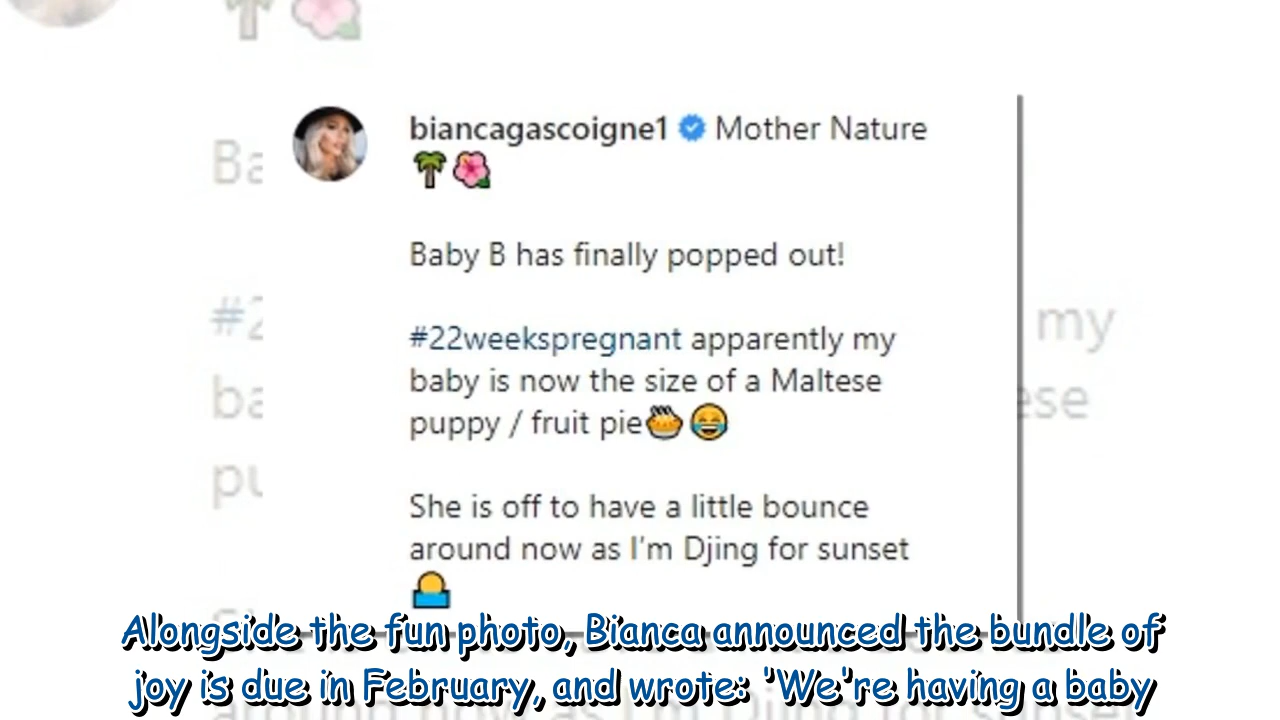 biancagascoigne1 Mother Nature
🌴🌺
Baby B has finally popped out!
#22weekspregnant apparently my
baby is now the size of a Maltese
puppy / fruit pie🥧😂
She is off to have a little bounce
around now as I'm Djing for sunset
🌅
Alongside the fun photo, Bianca announced the bundle of
joy is due in February, and wrote: 'We're having a baby